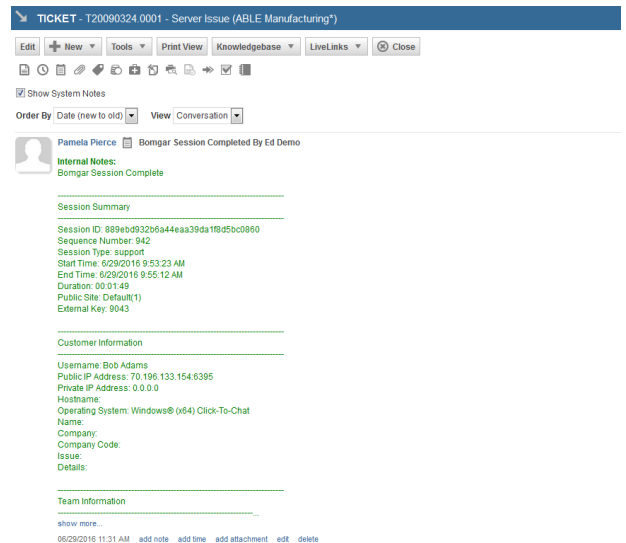 TICKET - T20090324.0001 - Server Issue (ABLE Manufacturing*)
Edit New Tools Print View Knowledgebase LiveLinks Close
Show System Notes
Order By Date (new to old) View Conversation
Pamela Pierce Bomgar Session Completed By Ed Demo
Internal Notes:
Bomgar Session Complete
Session Summary
Session ID: 889ebd932b6a44eaa39da1f8d5bc0860
Sequence Number: 942
Session Type: support
Start Time: 6/29/2016 9:53:23 AM
End Time: 6/29/2016 9:55:12 AM
Duration: 00:01:49
Public Site: Default(1)
External Key: 9043
Customer Information
Username: Bob Adams
Public IP Address: 70.196.133.154:6395
Private IP Address: 0.0.0.0
Hostname:
Operating System: Windows® (x64) Click-To-Chat
Name:
Company:
Company Code:
Issue:
Details:
Team Information
...
show more...
06/29/2016 11:31 AM add note add time add attachment edit delete